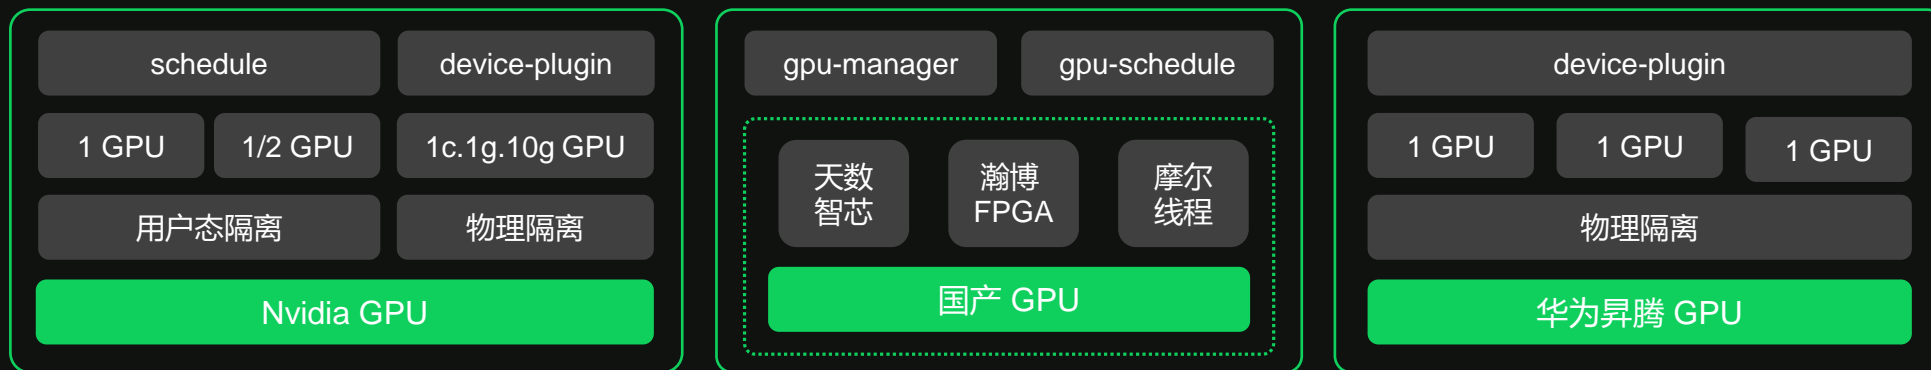 schedule
device-plugin
1 GPU
1/2 GPU
1c.1g.10g GPU
用户态隔离
物理隔离
Nvidia GPU
gpu-manager
gpu-schedule
天数
智芯
瀚博
FPGA
摩尔
线程
国产 GPU
device-plugin
1 GPU
1 GPU
1 GPU
物理隔离
华为昇腾 GPU